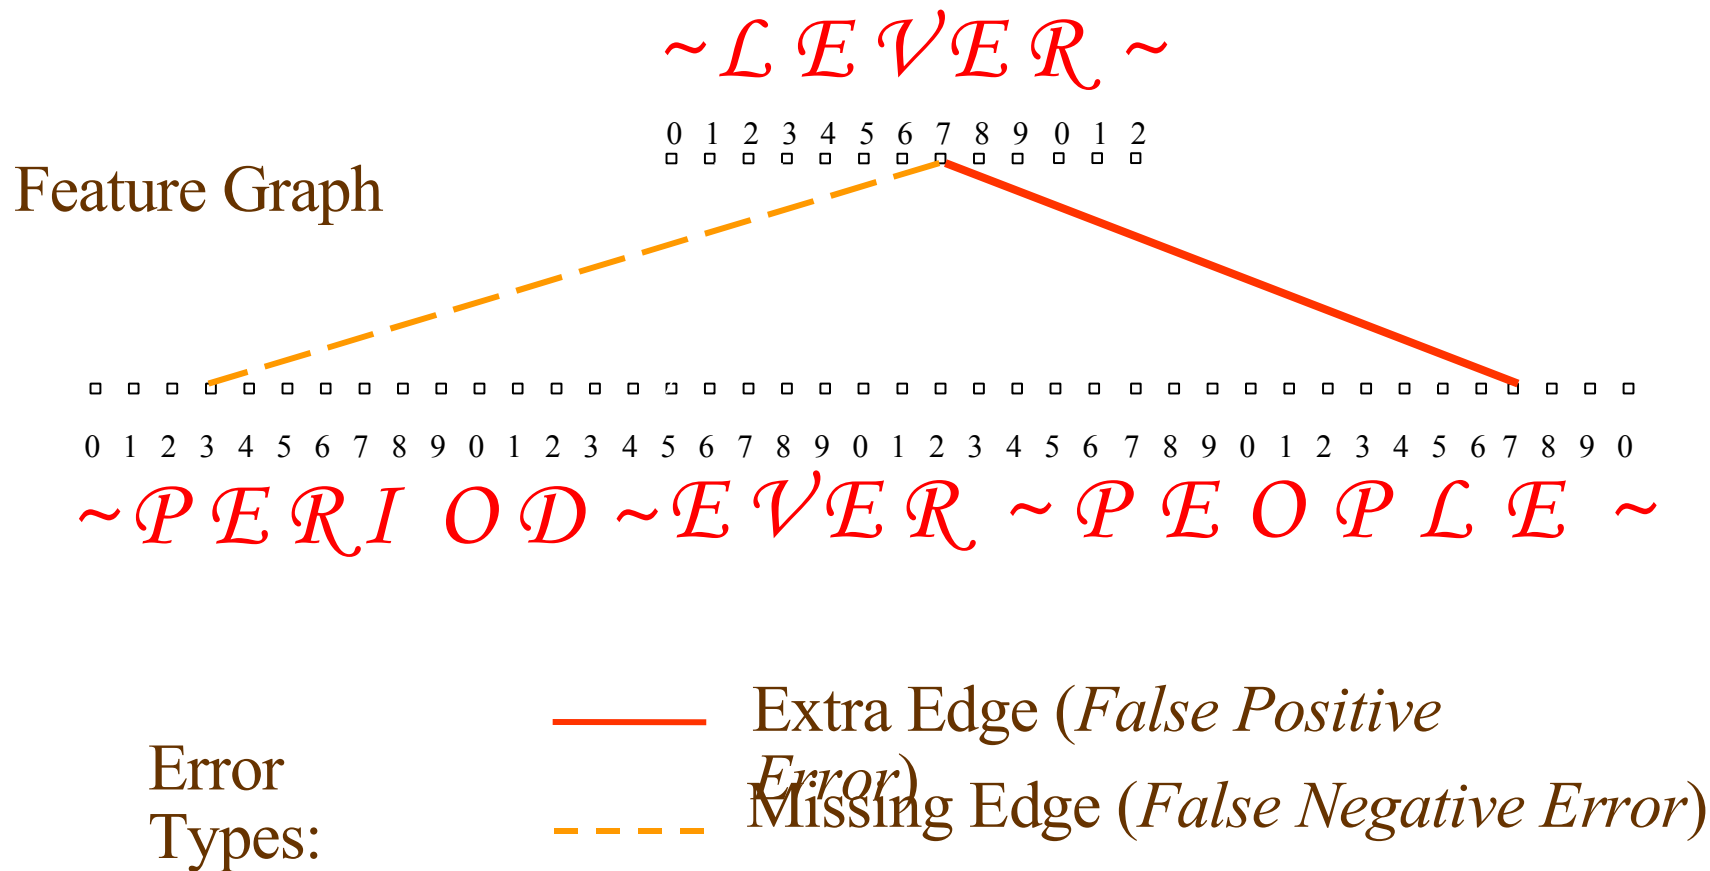 ~LEVER~
0 1 2 3 4 5 6 7 8 9 0 1 2
Feature Graph
0 1 2 3 4 5 6 7 8 9 0 1 2 3 4 5 6 7 8 9 0 1 2 3 4 5 6 7 8 9 0 1 2 3 4 5 6 7 8 9 0
~PERIOD~EVER~PEOPLE~
Error
Types:
Extra Edge (False Positive
Error)
Missing Edge (False Negative Error)